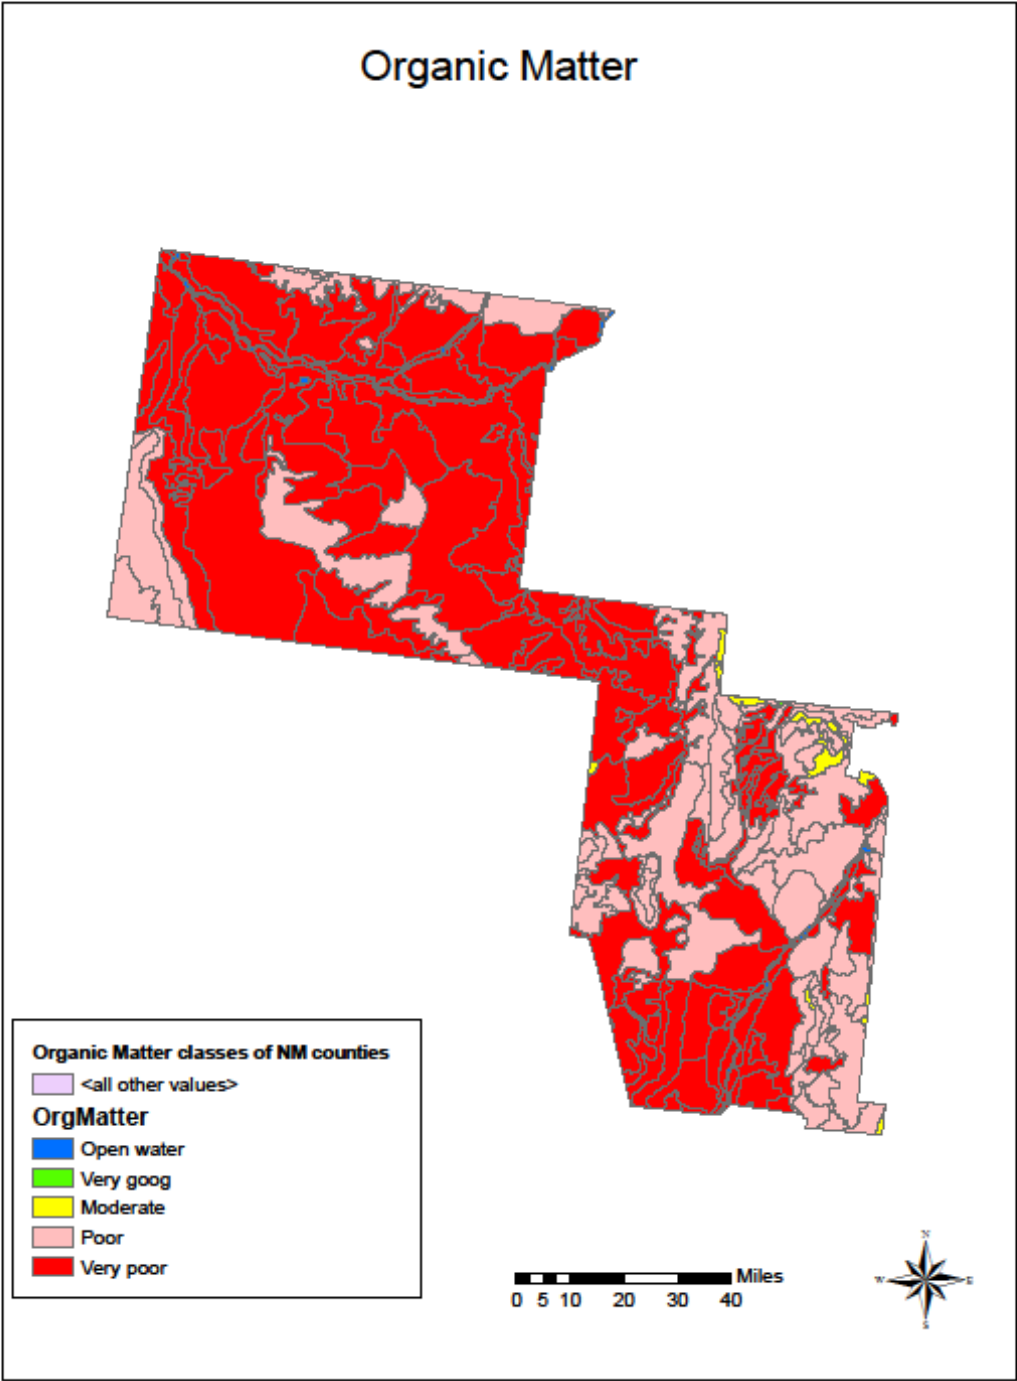 Organic Matter
Organic Matter classes of NM counties
<all other values>
OrgMatter
Open water
Very goog
Moderate
Poor
Very poor
Miles
0 5 10 20 30 40
N
W E
S